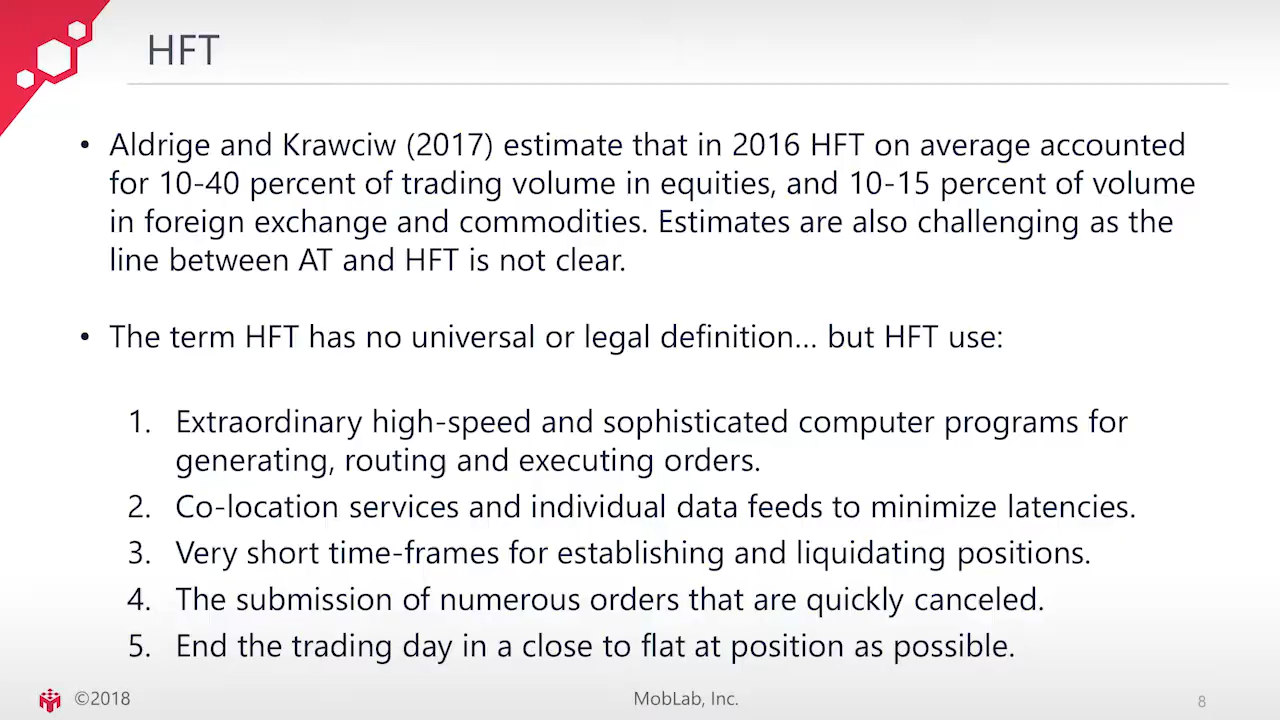 HFT
• Aldrige and Krawciw (2017) estimate that in 2016 HFT on average accounted
for 10-40 percent of trading volume in equities, and 10-15 percent of volume
in foreign exchange and commodities. Estimates are also challenging as the
line between AT and HFT is not clear.
• The term HFT has no universal or legal definition... but HFT use:
1. Extraordinary high-speed and sophisticated computer programs for
generating, routing and executing orders.
2. Co-location services and individual data feeds to minimize latencies.
3. Very short time-frames for establishing and liquidating positions.
4. The submission of numerous orders that are quickly canceled.
5. End the trading day in a close to flat at position as possible.
©2018
MobLab, Inc.
8